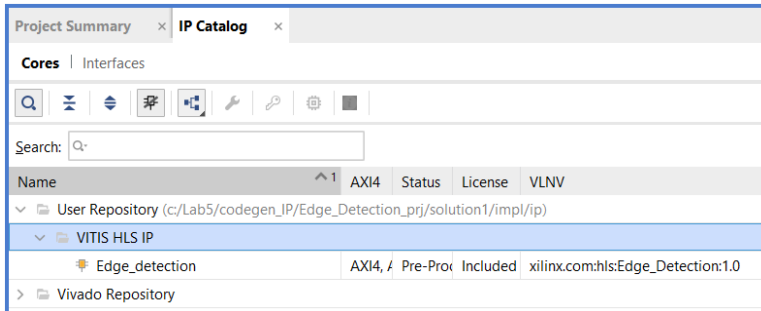 Project Summary × IP Catalog ×
Cores | Interfaces
Search: Q-
Name ^1 AXI4 Status License VLNV
User Repository (c:/Lab5/codegen_IP/Edge_Detection_prj/solution1/impl/ip)
VITIS HLS IP
Edge_detection AXI4, Pre-Proc Included xilinx.com:hls:Edge_Detection:1.0
Vivado Repository